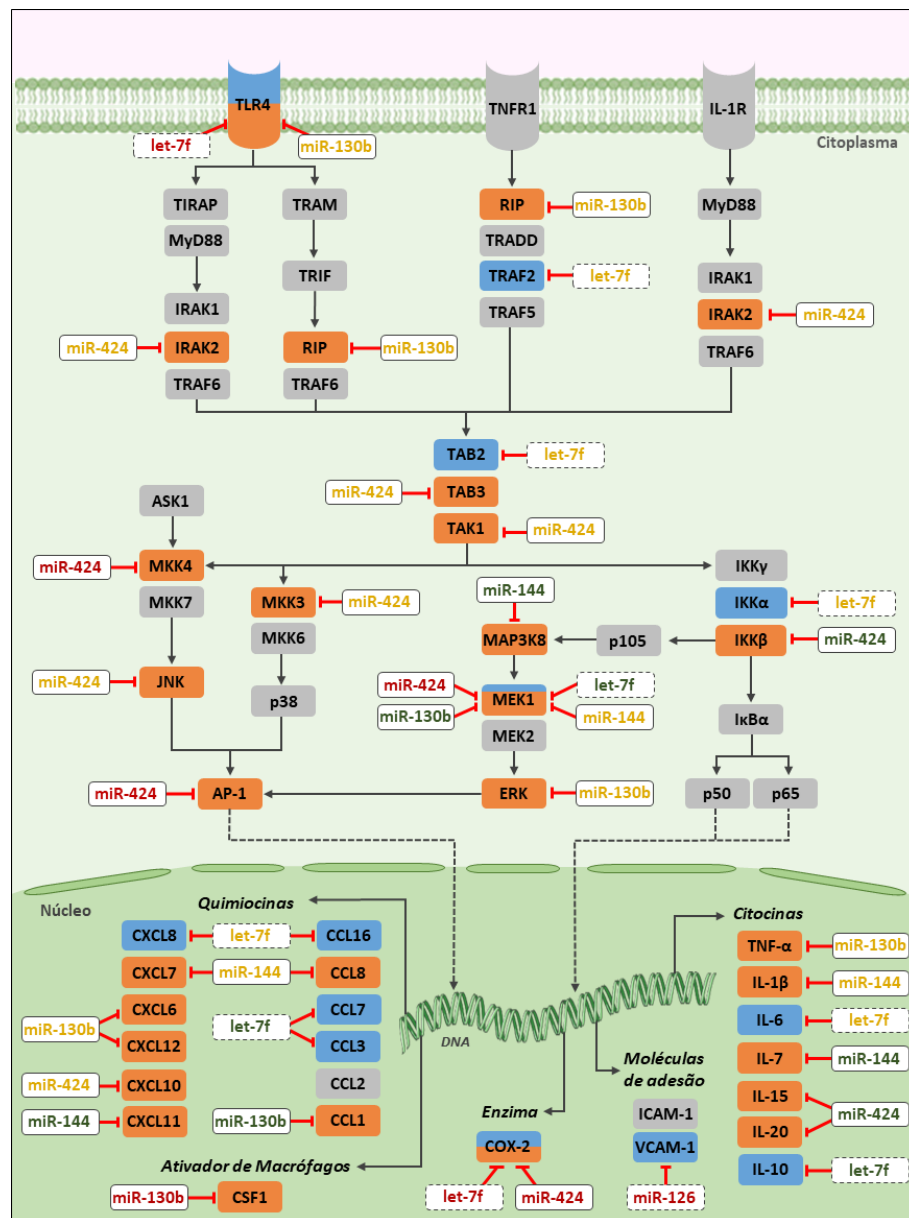 TLR4
TNFR1
IL-1R
let-7f
miR-130b
Citoplasma
TIRAP
TRAM
RIP
miR-130b
MyD88
MyD88
TRADD
TRIF
TRAF2
let-7f
IRAK1
IRAK1
TRAF5
IRAK2
miR-424
miR-424
IRAK2
RIP
miR-130b
TRAF6
TRAF6
TRAF6
TAB2
let-7f
miR-424
TAB3
ASK1
TAK1
miR-424
miR-424
MKK4
IKKγ
miR-144
MKK7
MKK3
miR-424
IKKα
let-7f
MKK6
MAP3K8
p105
IKKβ
miR-424
miR-424
JNK
miR-424
let-7f
p38
MEK1
miR-130b
miR-144
IκBα
MEK2
miR-424
AP-1
ERK
miR-130b
p50
p65
Núcleo
Quimiocinas
Citocinas
CXCL8
let-7f
CCL16
TNF-α
miR-130b
CXCL7
miR-144
CCL8
IL-1β
miR-144
CXCL6
CCL7
miR-130b
let-7f
IL-6
let-7f
CXCL12
CCL3
DNA
IL-7
miR-144
Moléculas
de adesão
miR-424
CXCL10
CCL2
IL-15
miR-424
Enzima
ICAM-1
miR-144
CXCL11
miR-130b
CCL1
IL-20
COX-2
VCAM-1
Ativador de Macrófagos
IL-10
let-7f
miR-130b
CSF1
let-7f
miR-424
miR-126